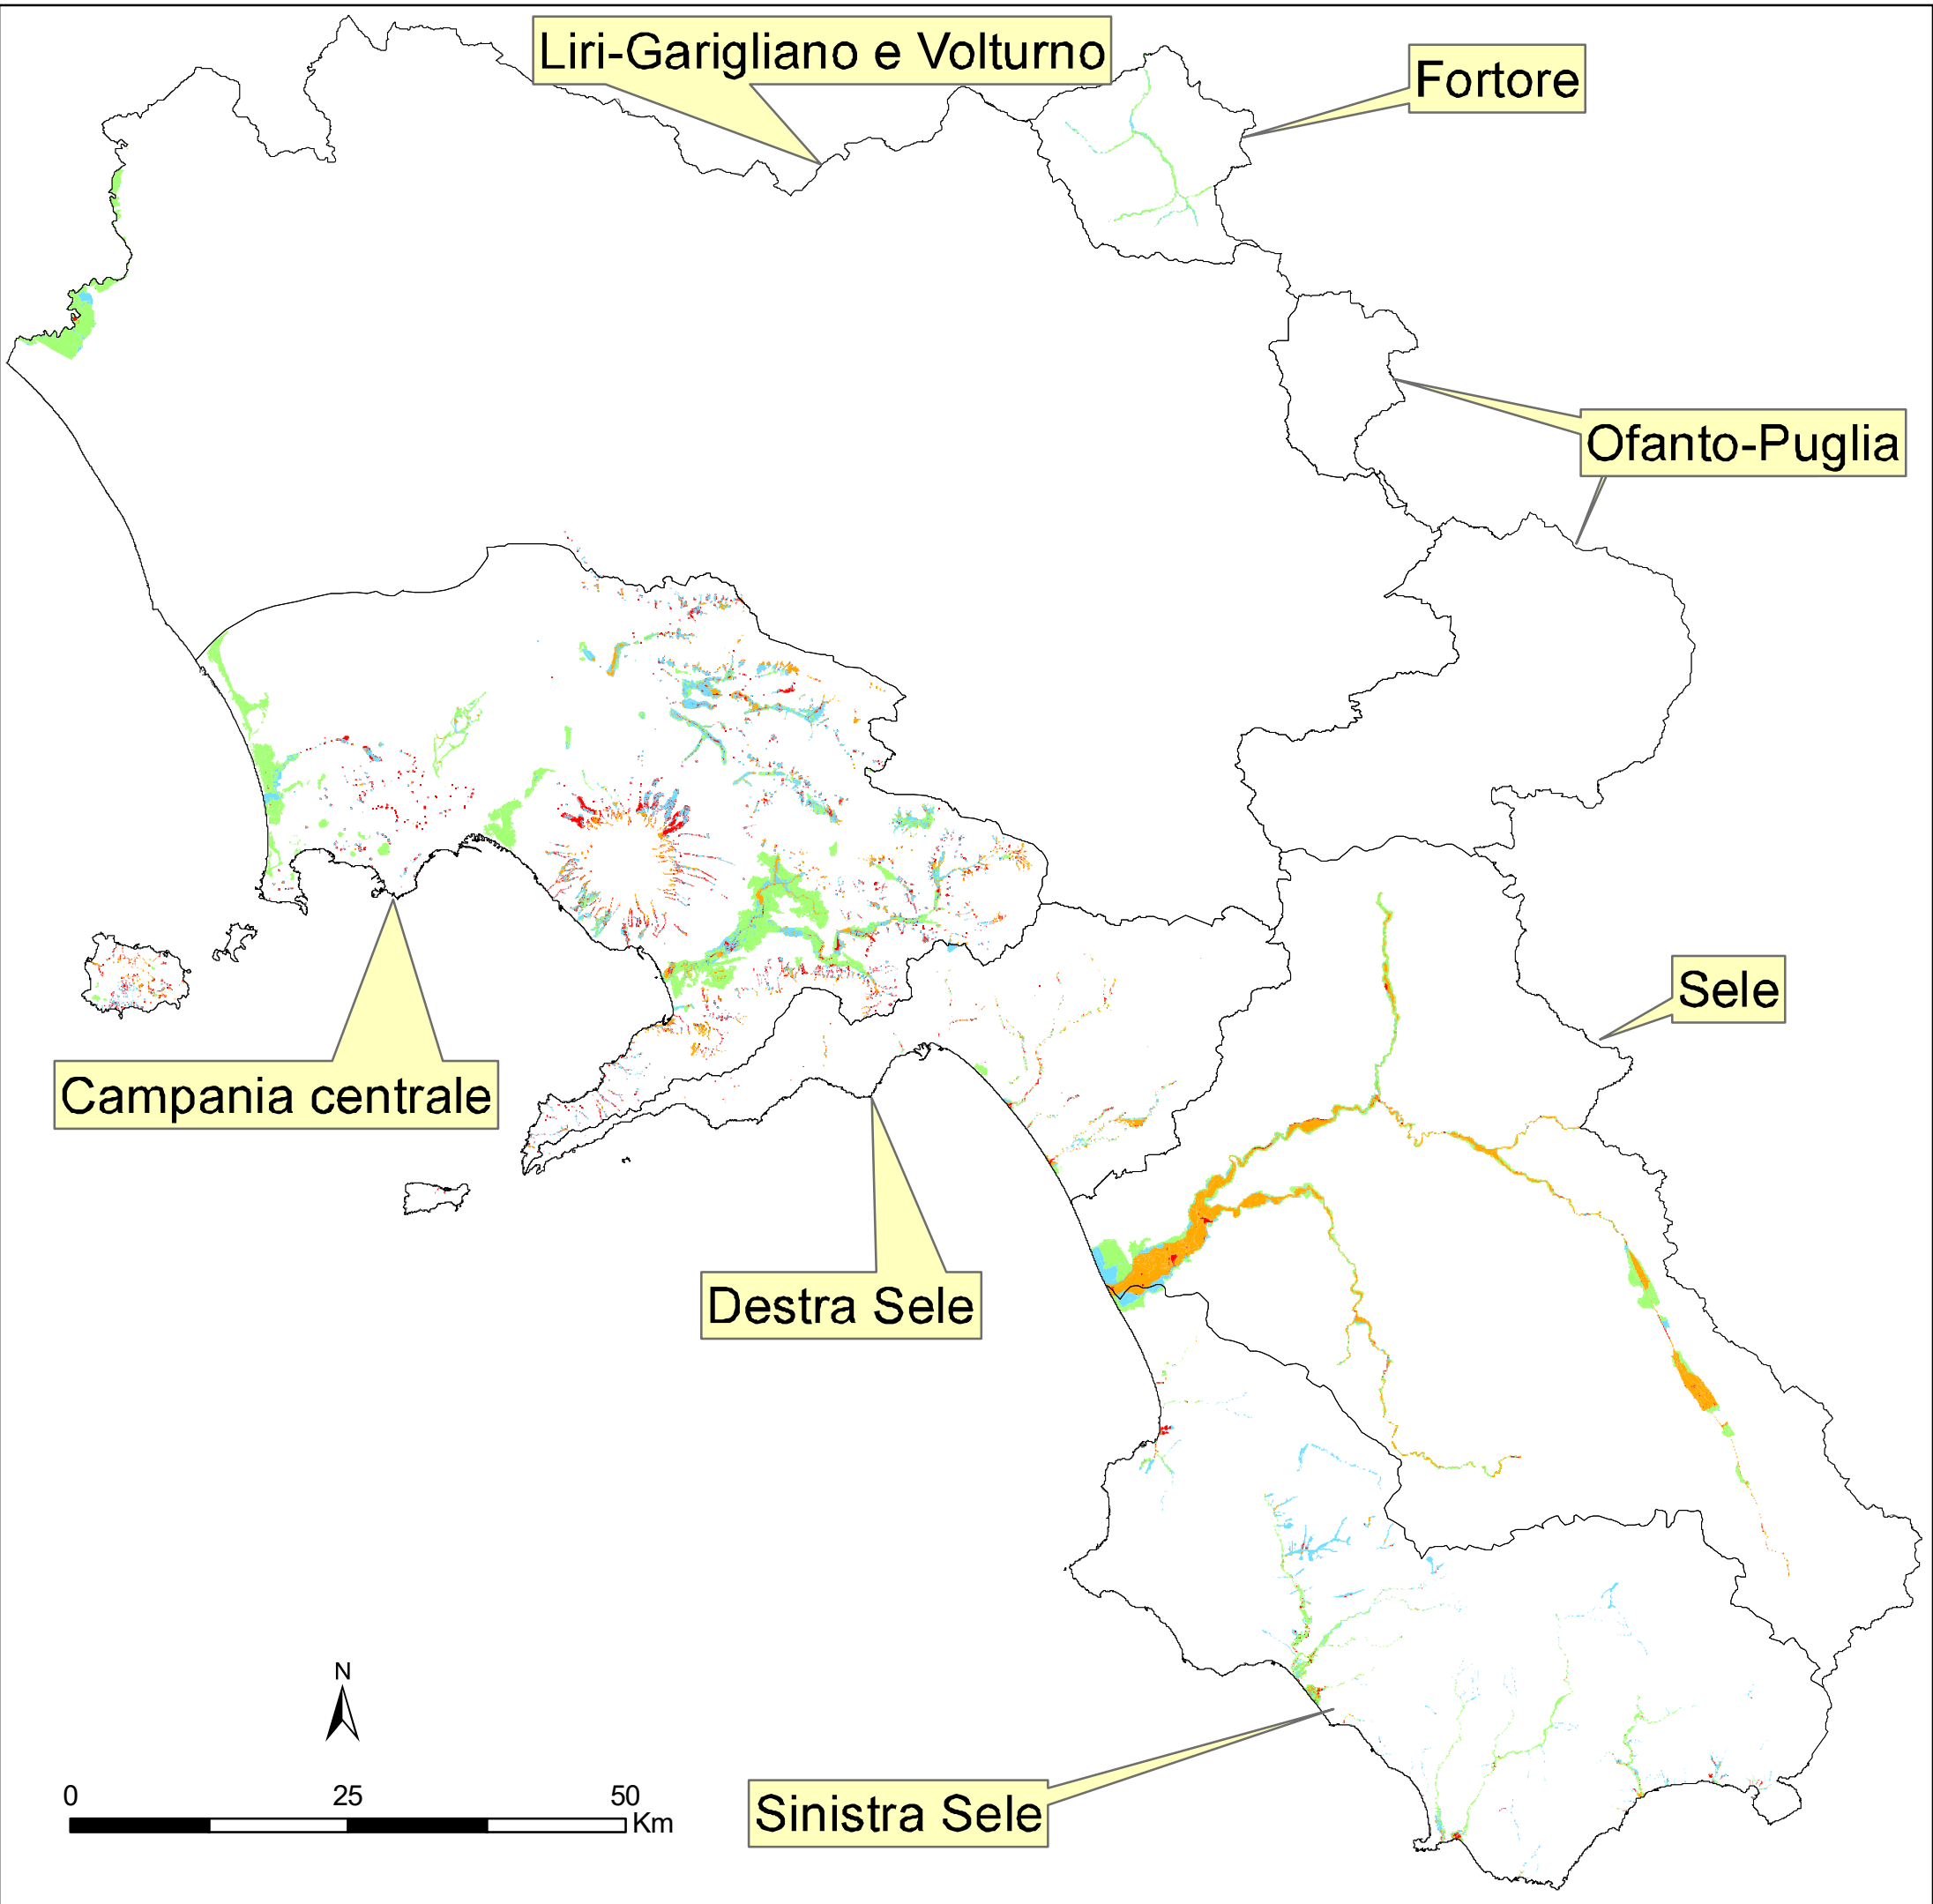 Liri-Garigliano e Volturno
Fortore
Ofanto-Puglia
Sele
Campania centrale
Destra Sele
N
0 25 50
Km
Sinistra Sele